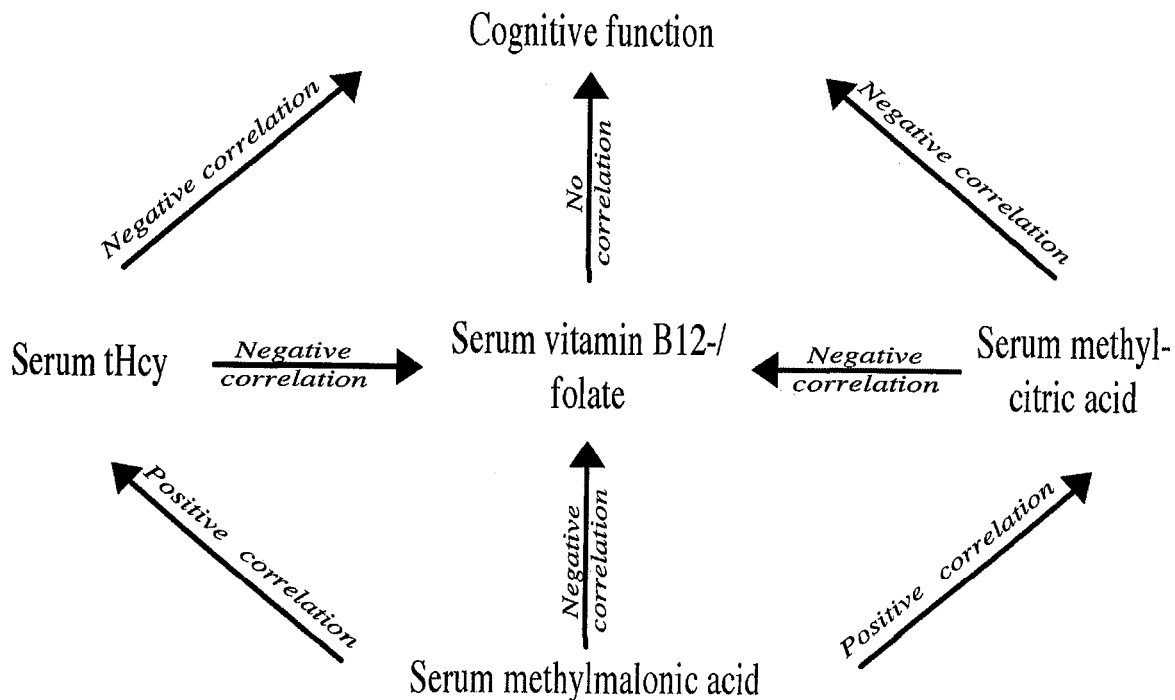 Cognitive function
Negative correlation
No
correlation
Negative correlation
Serum tHcy
Negative
correlation
Serum vitamin B12-/
folate
Negative
correlation
Serum methyl-
citric acid
Positive correlation
Negative
correlation
Positive correlation
Serum methylmalonic acid